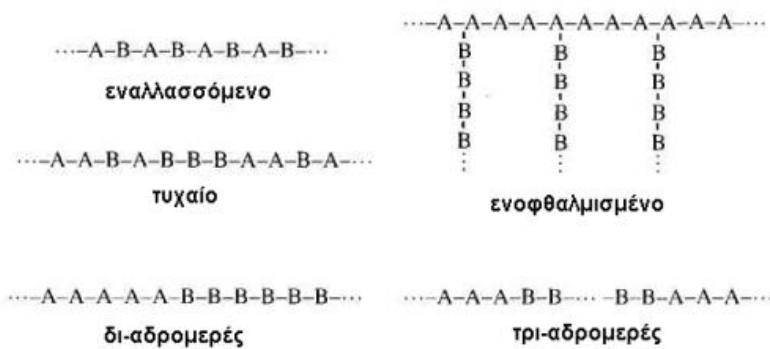 ····–A–B–A–B–A–B–A–B–···
εναλλασσόμενο
····–A–A–B–A–B–B–B–A–A–B–A–····
τυχαίο
····–A–A–A–A–A–A–A–A–A–A–A–A–····
B B B
B B B
B B B
B B B
ενοφθαλμισμένο
····–A–A–A–A–A–B–B–B–B–B–B–····
δι-αδρομερές
····–A–A–A–B–B–···· –B–B–A–A–A–····
τρι-αδρομερές